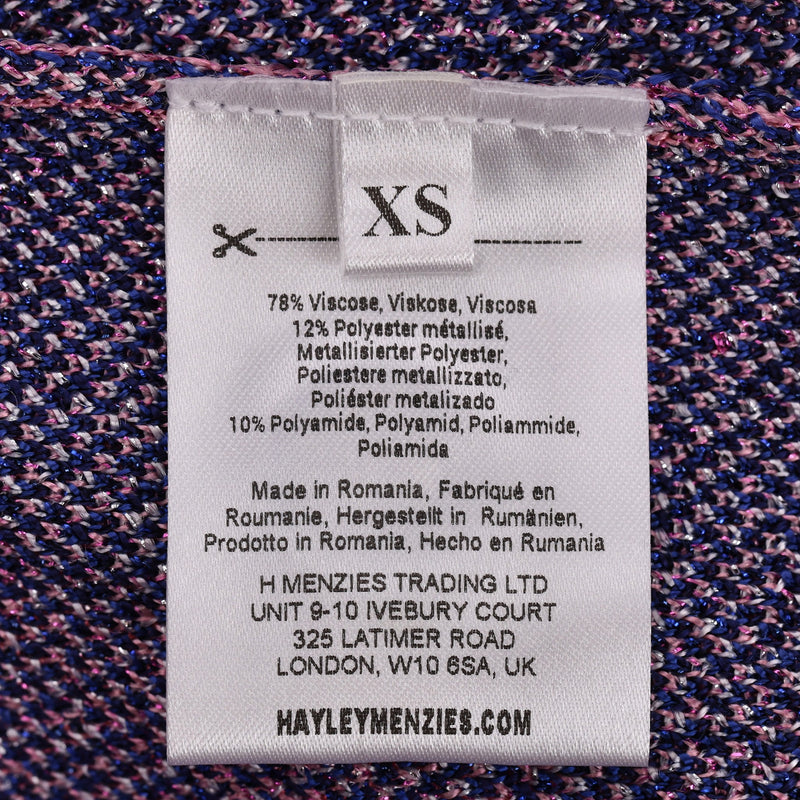 XS
78% Viscose, Viskose, Viscosa
12% Polyester métallisé,
Metallisierter Polyester,
Poliestere metallizzato,
Poliéster metalizado
10% Polyamide, Polyamid, Poliammide,
Poliamida
Made in Romania, Fabriqué en
Roumanie, Hergestellt in Rumänien,
Prodotto in Romania, Hecho en Rumania
H MENZIES TRADING LTD
UNIT 9-10 IVEBURY COURT
325 LATIMER ROAD
LONDON, W10 6SA, UK
HAYLEYMENZIES.COM